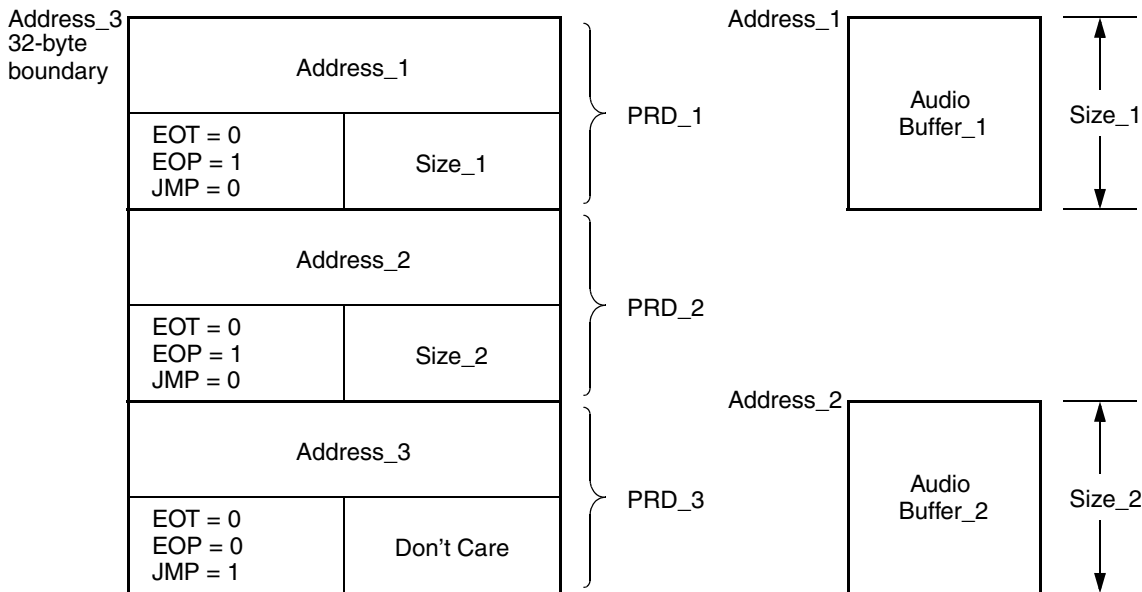 Address_3
32-byte
boundary
Address_1
EOT = 0
EOP = 1
JMP = 0
Size_1
PRD_1
Address_2
EOT = 0
EOP = 1
JMP = 0
Size_2
PRD_2
Address_3
EOT = 0
EOP = 0
JMP = 1
Don't Care
PRD_3
Address_1
Audio
Buffer_1
Size_1
Address_2
Audio
Buffer_2
Size_2